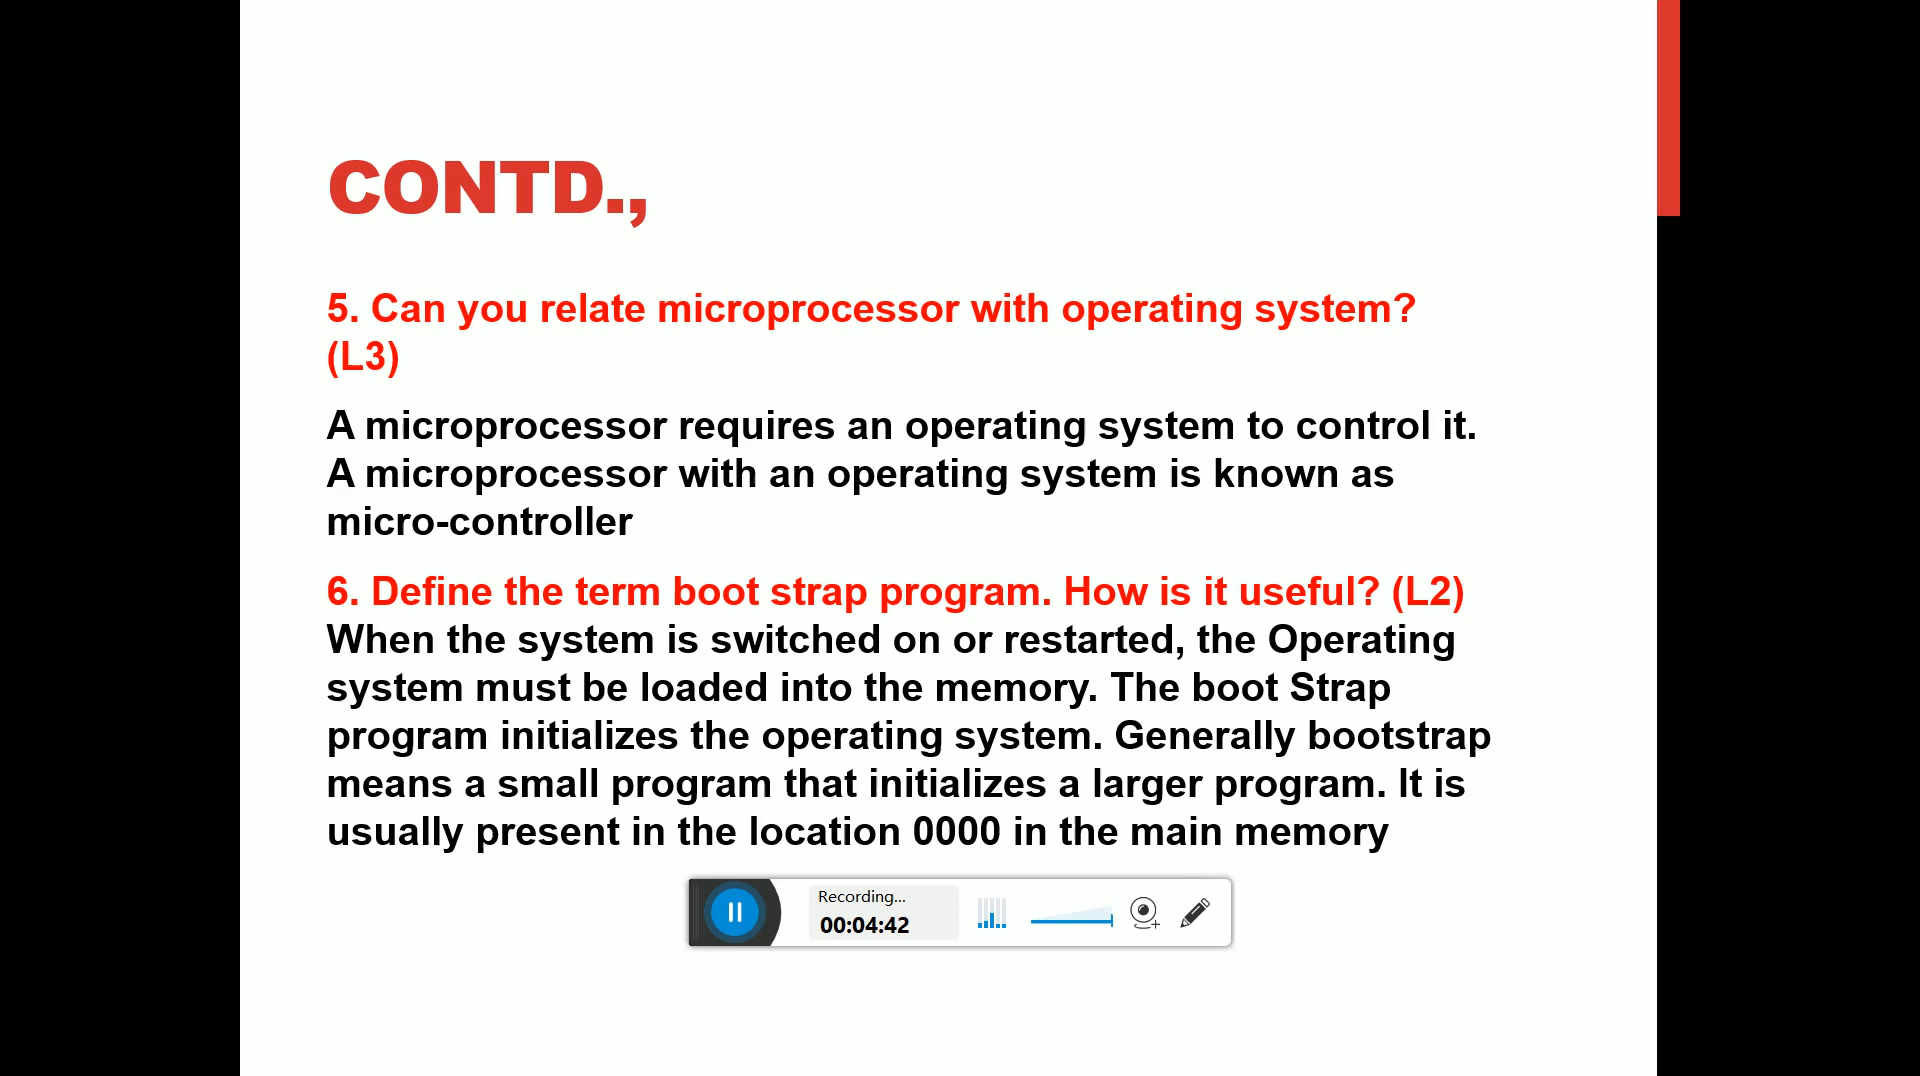 CONTD.,
5. Can you relate microprocessor with operating system?
(L3)
A microprocessor requires an operating system to control it.
A microprocessor with an operating system is known as
micro-controller
6. Define the term boot strap program. How is it useful? (L2)
When the system is switched on or restarted, the Operating
system must be loaded into the memory. The boot Strap
program initializes the operating system. Generally bootstrap
means a small program that initializes a larger program. It is
usually present in the location 0000 in the main memory
Recording...
00:04:42